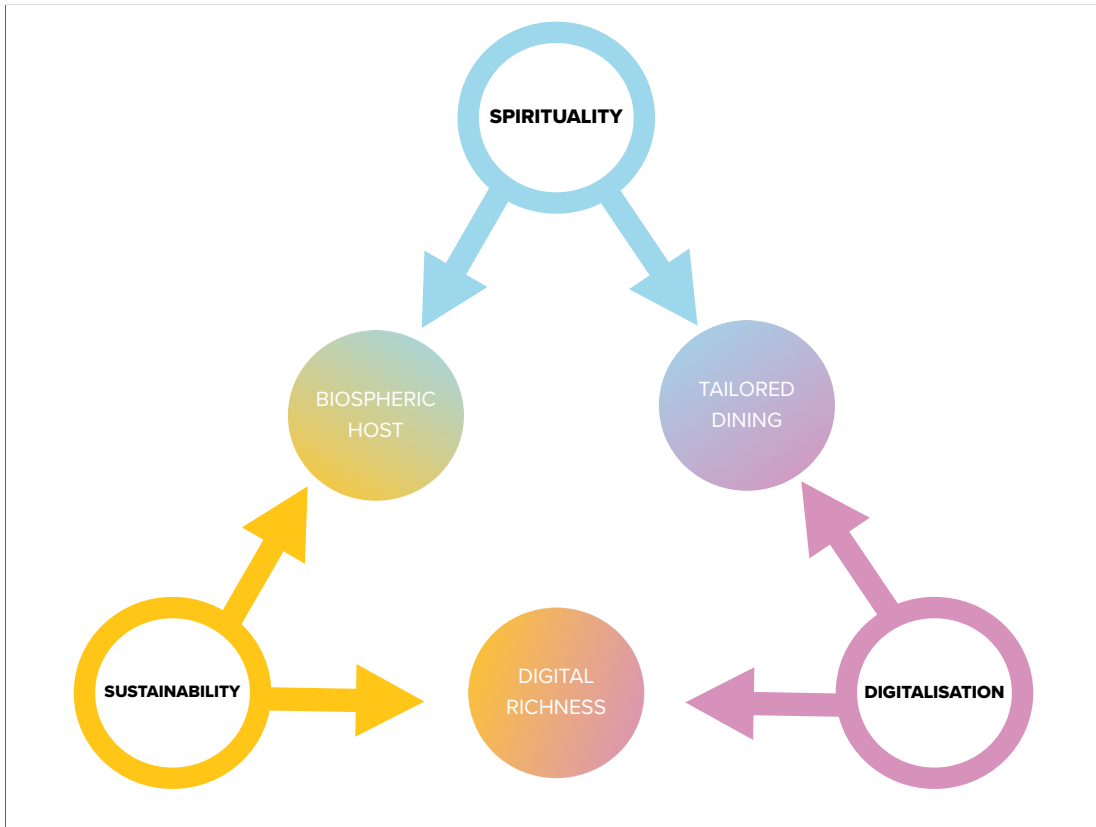 SPIRITUALITY
BIOSPHERIC
HOST
TAILORED
DINING
SUSTAINABILITY
DIGITAL
RICHNESS
DIGITALISATION